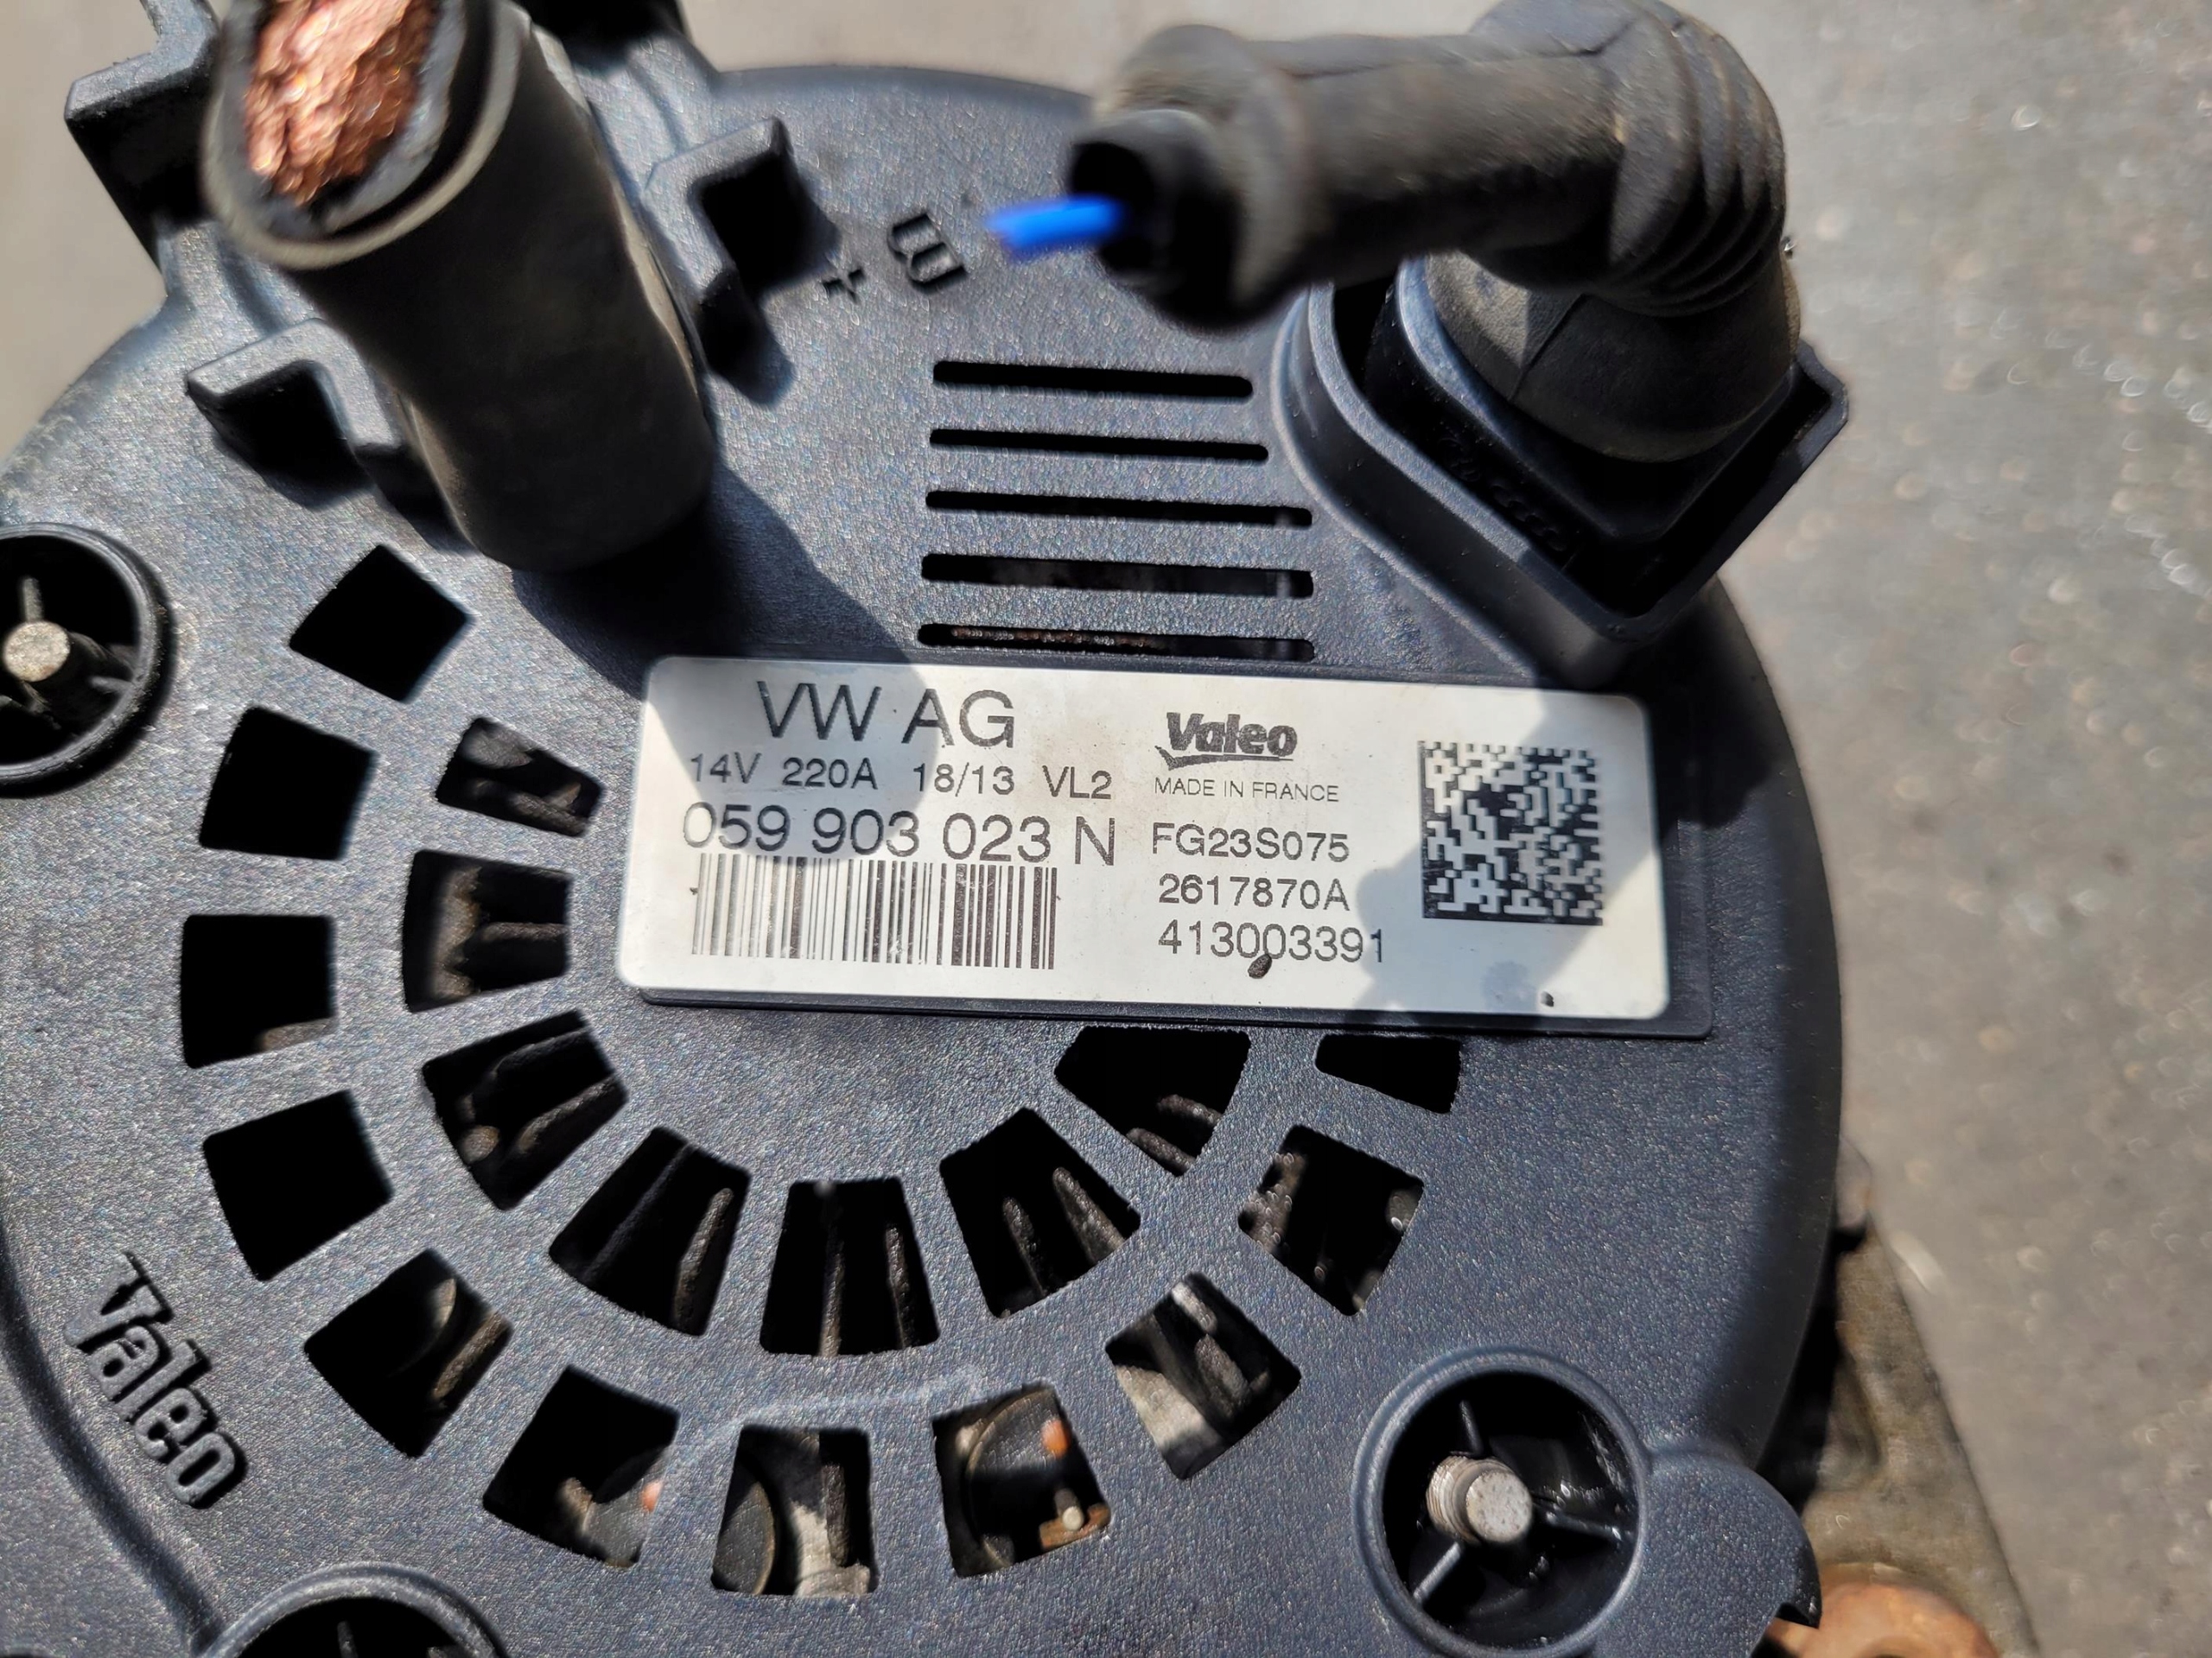 B+
VW AG
14V 220A 18/13 VL2
059 903 023 N
Valeo
MADE IN FRANCE
FG23S075
2617870A
413003391
Valeo